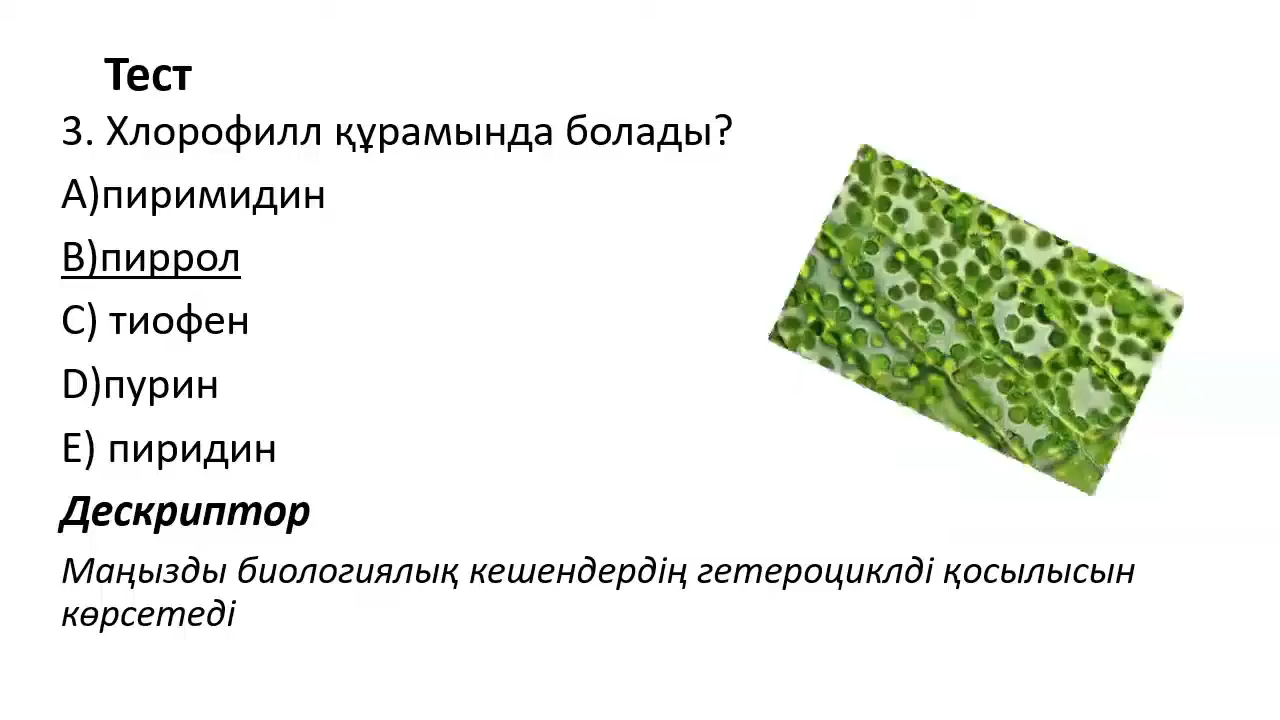 Тест
3. Хлорофилл құрамында болады?
А)пиримидин
В)пиррол
С) тиофен
D)пурин
Е) пиридин
Дескриптор
Маңызды биологиялық кешендердің гетероциклді қосылысын
көрсетеді